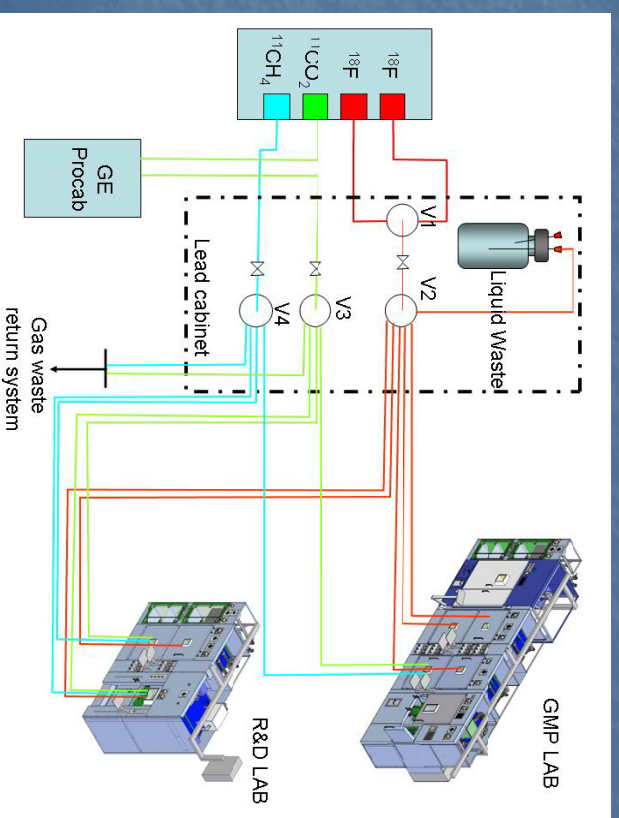 ¹¹CH₄
¹¹CO₂
¹⁸F
¹⁸F
GE
Procab
V1
V2
V3
V4
Liquid Waste
Lead cabinet
Gas waste
return system
GMP LAB
R&D LAB